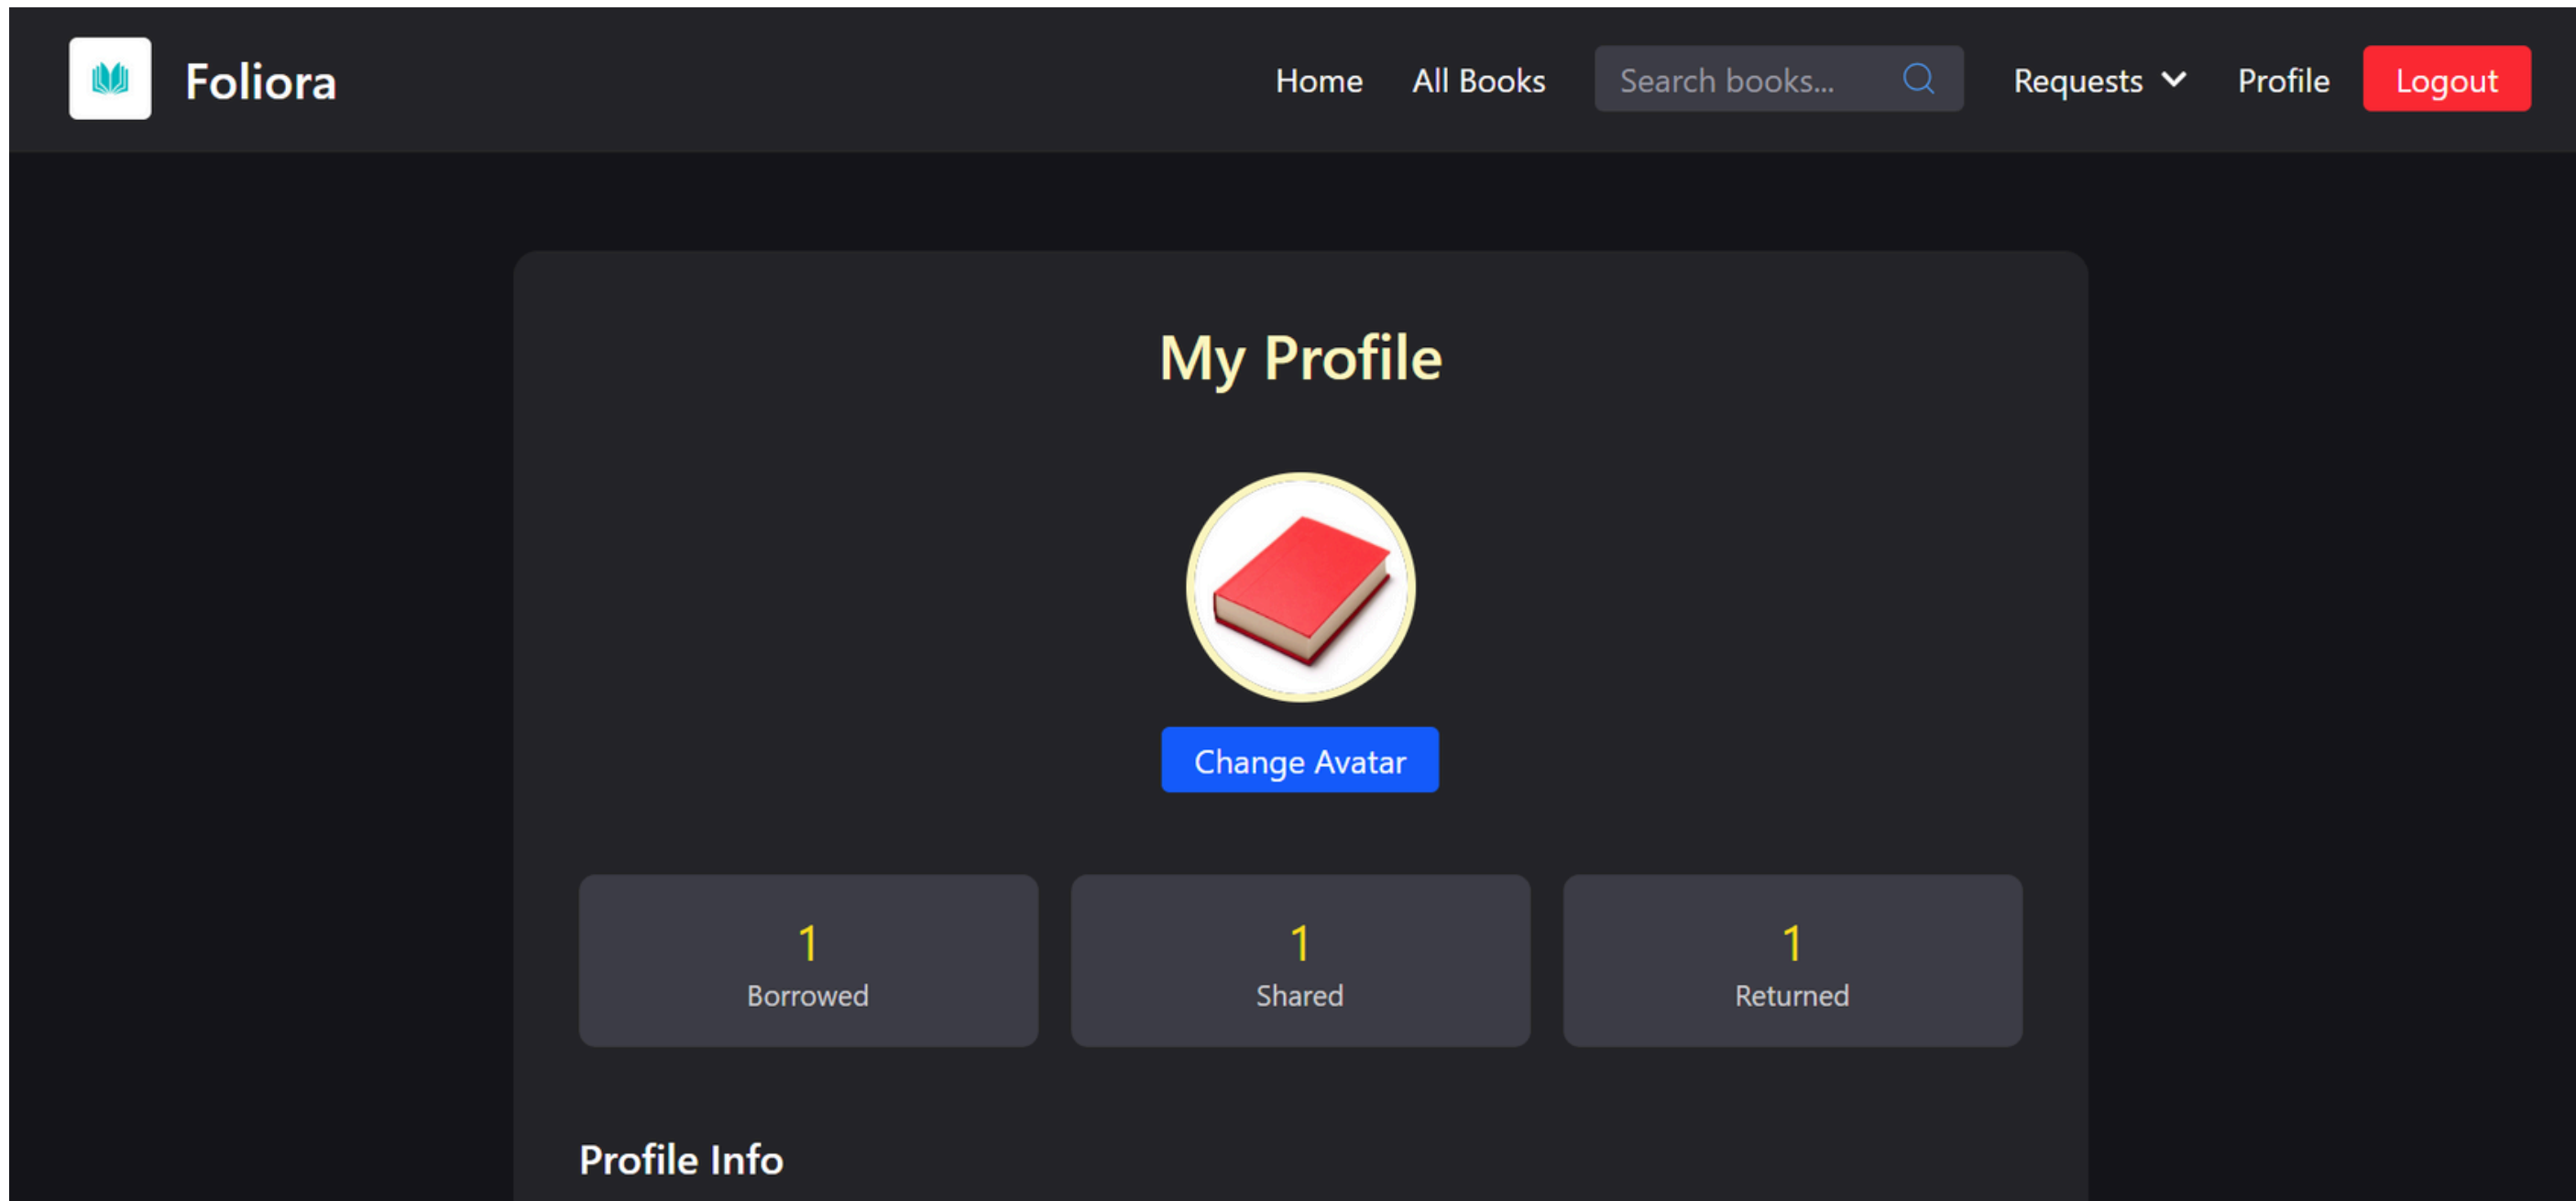 Foliora
Home
All Books
Search books...
Requests
Profile
Logout
My Profile
Change Avatar
1
Borrowed
1
Shared
1
Returned
Profile Info